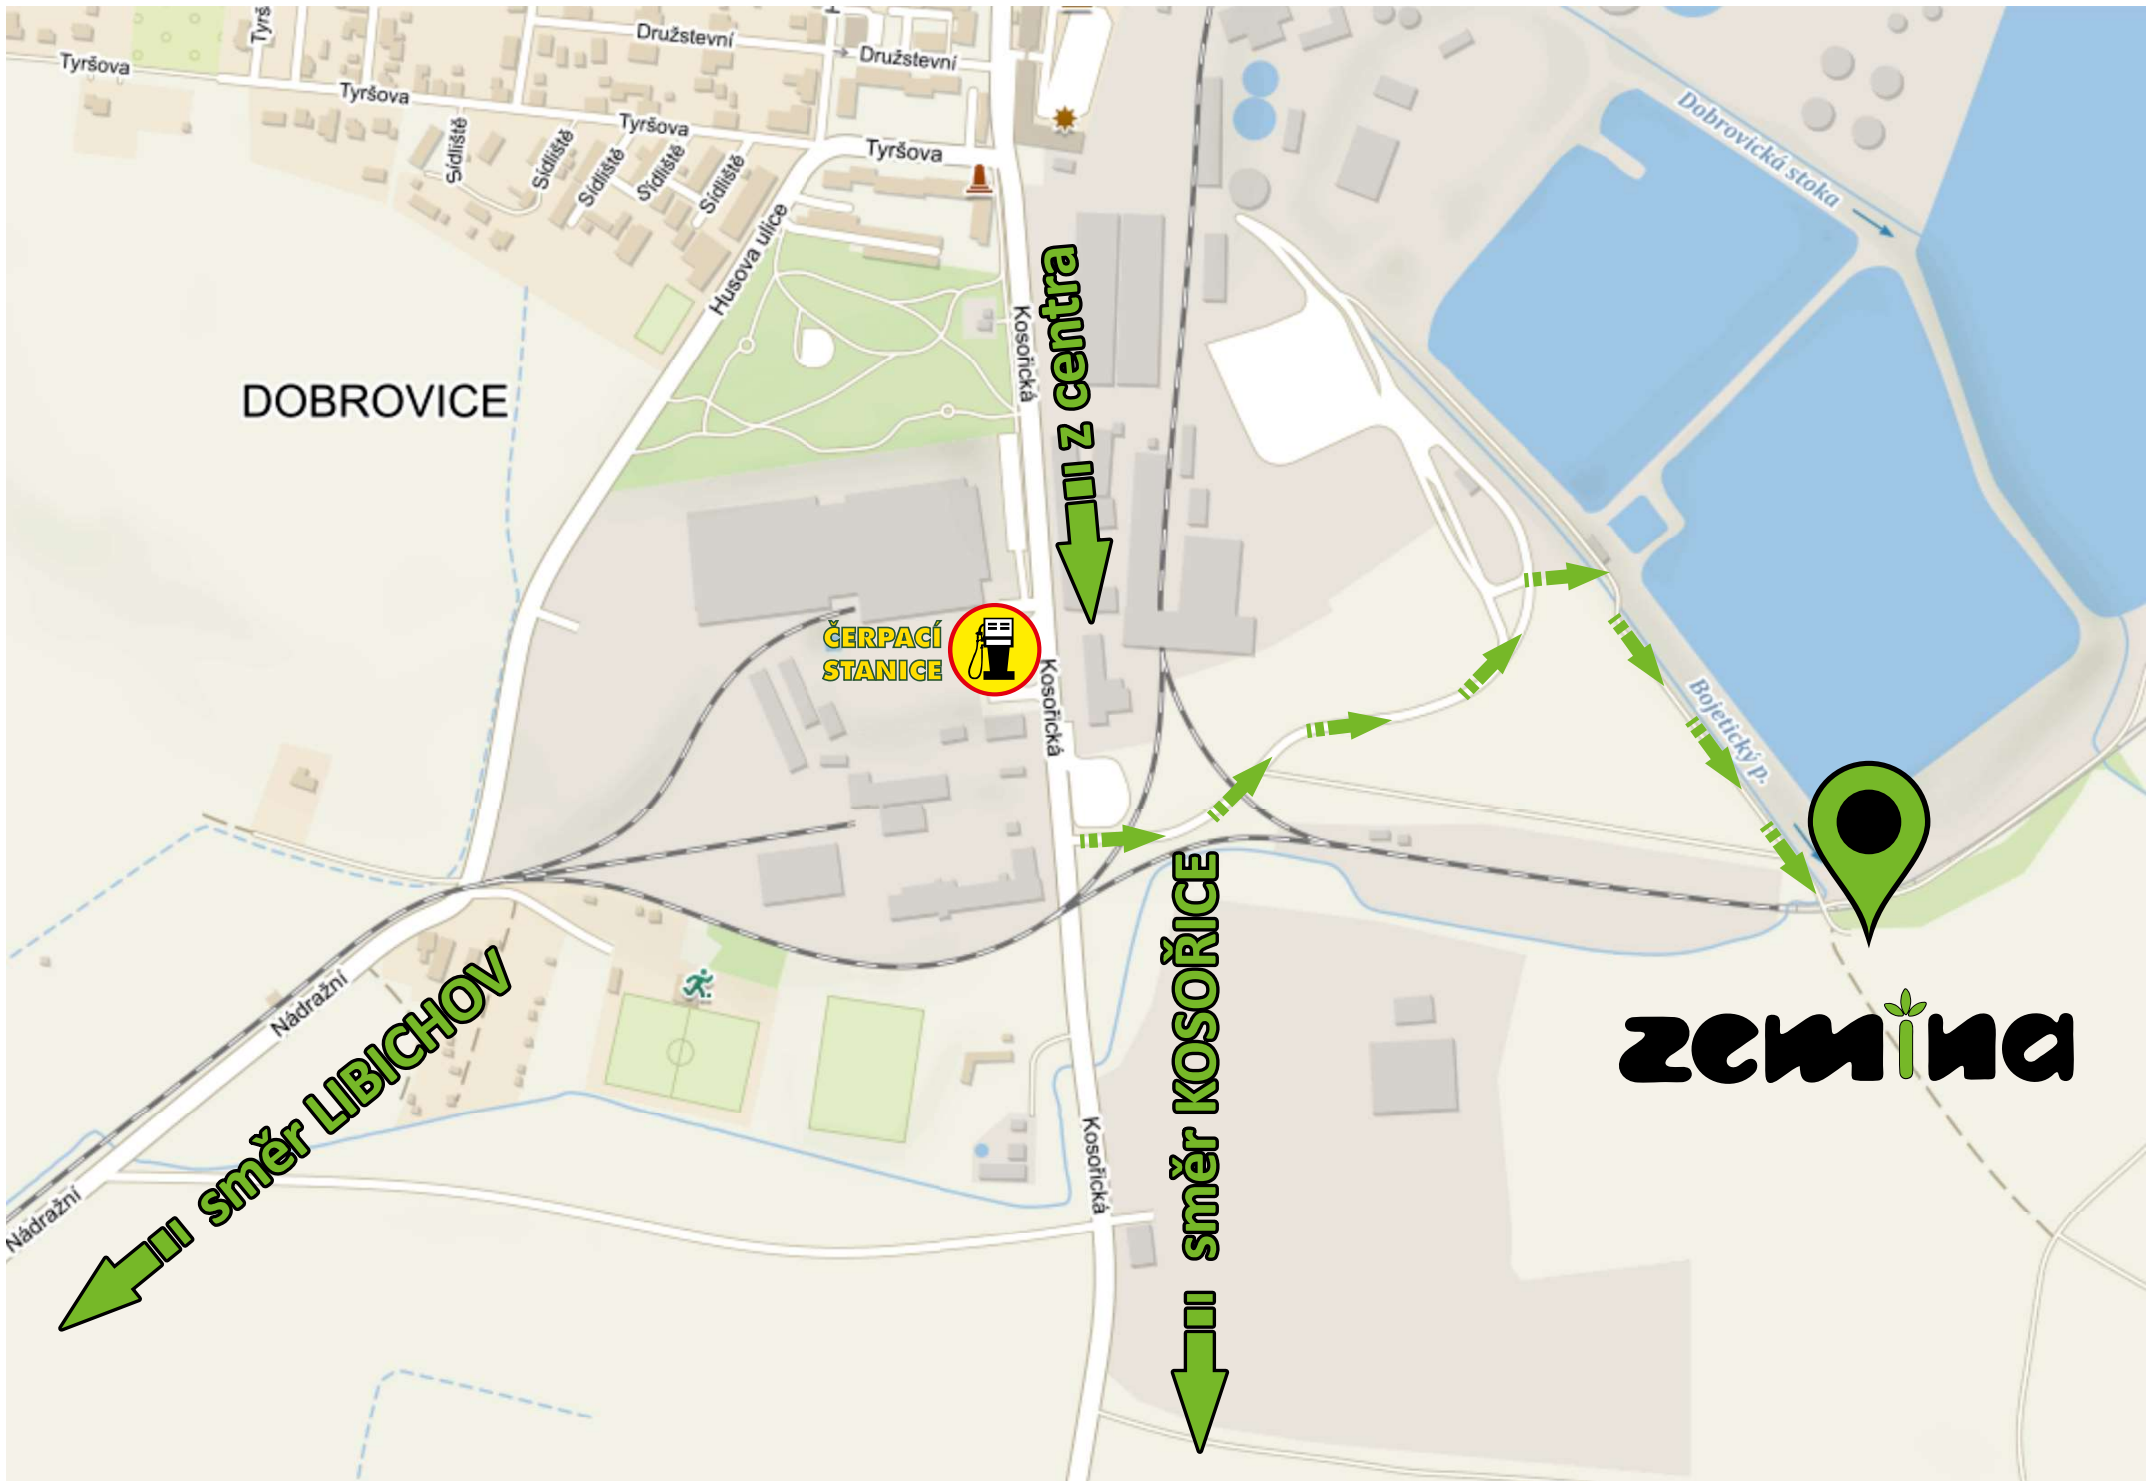 Tyrš
Družstevní
Družstevní
Tyršova
Tyršova
Tyršova
Tyršova
Sídliště
Sídliště
Sídliště
Sídliště
Sídliště
Dobrovická stoka
Husova ulice
z centra
Kosořická
DOBROVICE
ČERPACÍ
STANICE
Kosořická
Bojetický p.
směr KOSOŘICE
směr LIBICHOV
Nádražní
zemina
Kosořická
Nádražní